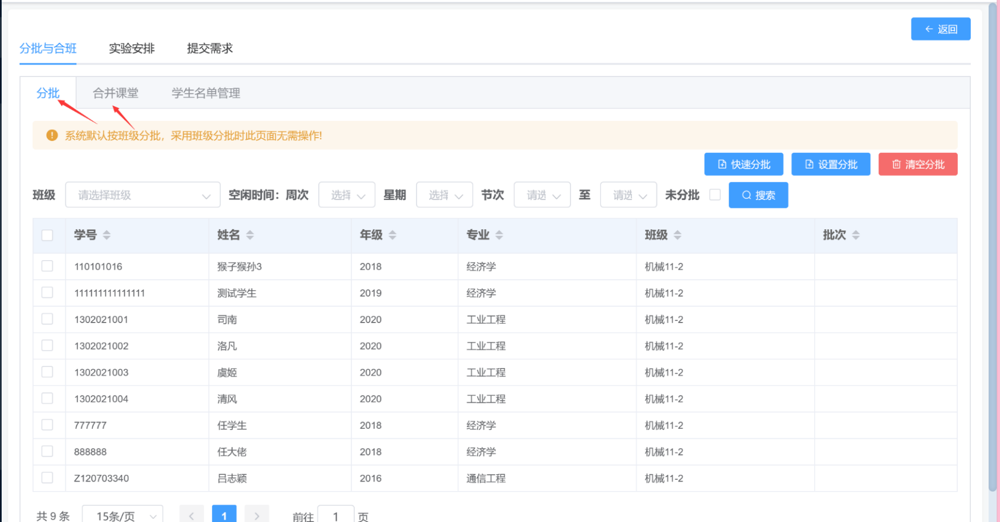 ← 返回
分批与合班 实验安排 提交需求
分批 合并课堂 学生名单管理
系统默认按班级分批，采用班级分批时此页面无需操作!
快速分批 设置分批 清空分批
班级 请选择班级 空闲时间：周次 选择 星期 选择 节次 请选 至 请选 未分批 搜索
学号 姓名 年级 专业 班级 批次
110101016 猴子猴孙3 2018 经济学 机械11-2
111111111111111 测试学生 2019 经济学 机械11-2
1302021001 司南 2020 工业工程 机械11-2
1302021002 洛凡 2020 工业工程 机械11-2
1302021003 虞姬 2020 工业工程 机械11-2
1302021004 清风 2020 工业工程 机械11-2
777777 任学生 2018 经济学 机械11-2
888888 任大佬 2018 经济学 机械11-2
Z120703340 吕志颖 2016 通信工程 机械11-2
共 9 条 15条/页 < 1 > 前往 1 页